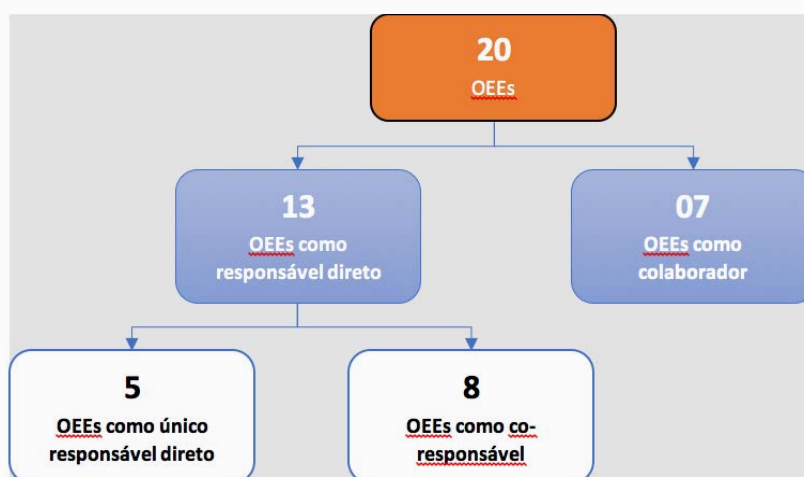 20
OEEs
13
OEEs como
responsável direto
07
OEEs como
colaborador
5
OEEs como único
responsável direto
8
OEEs como co-
responsável